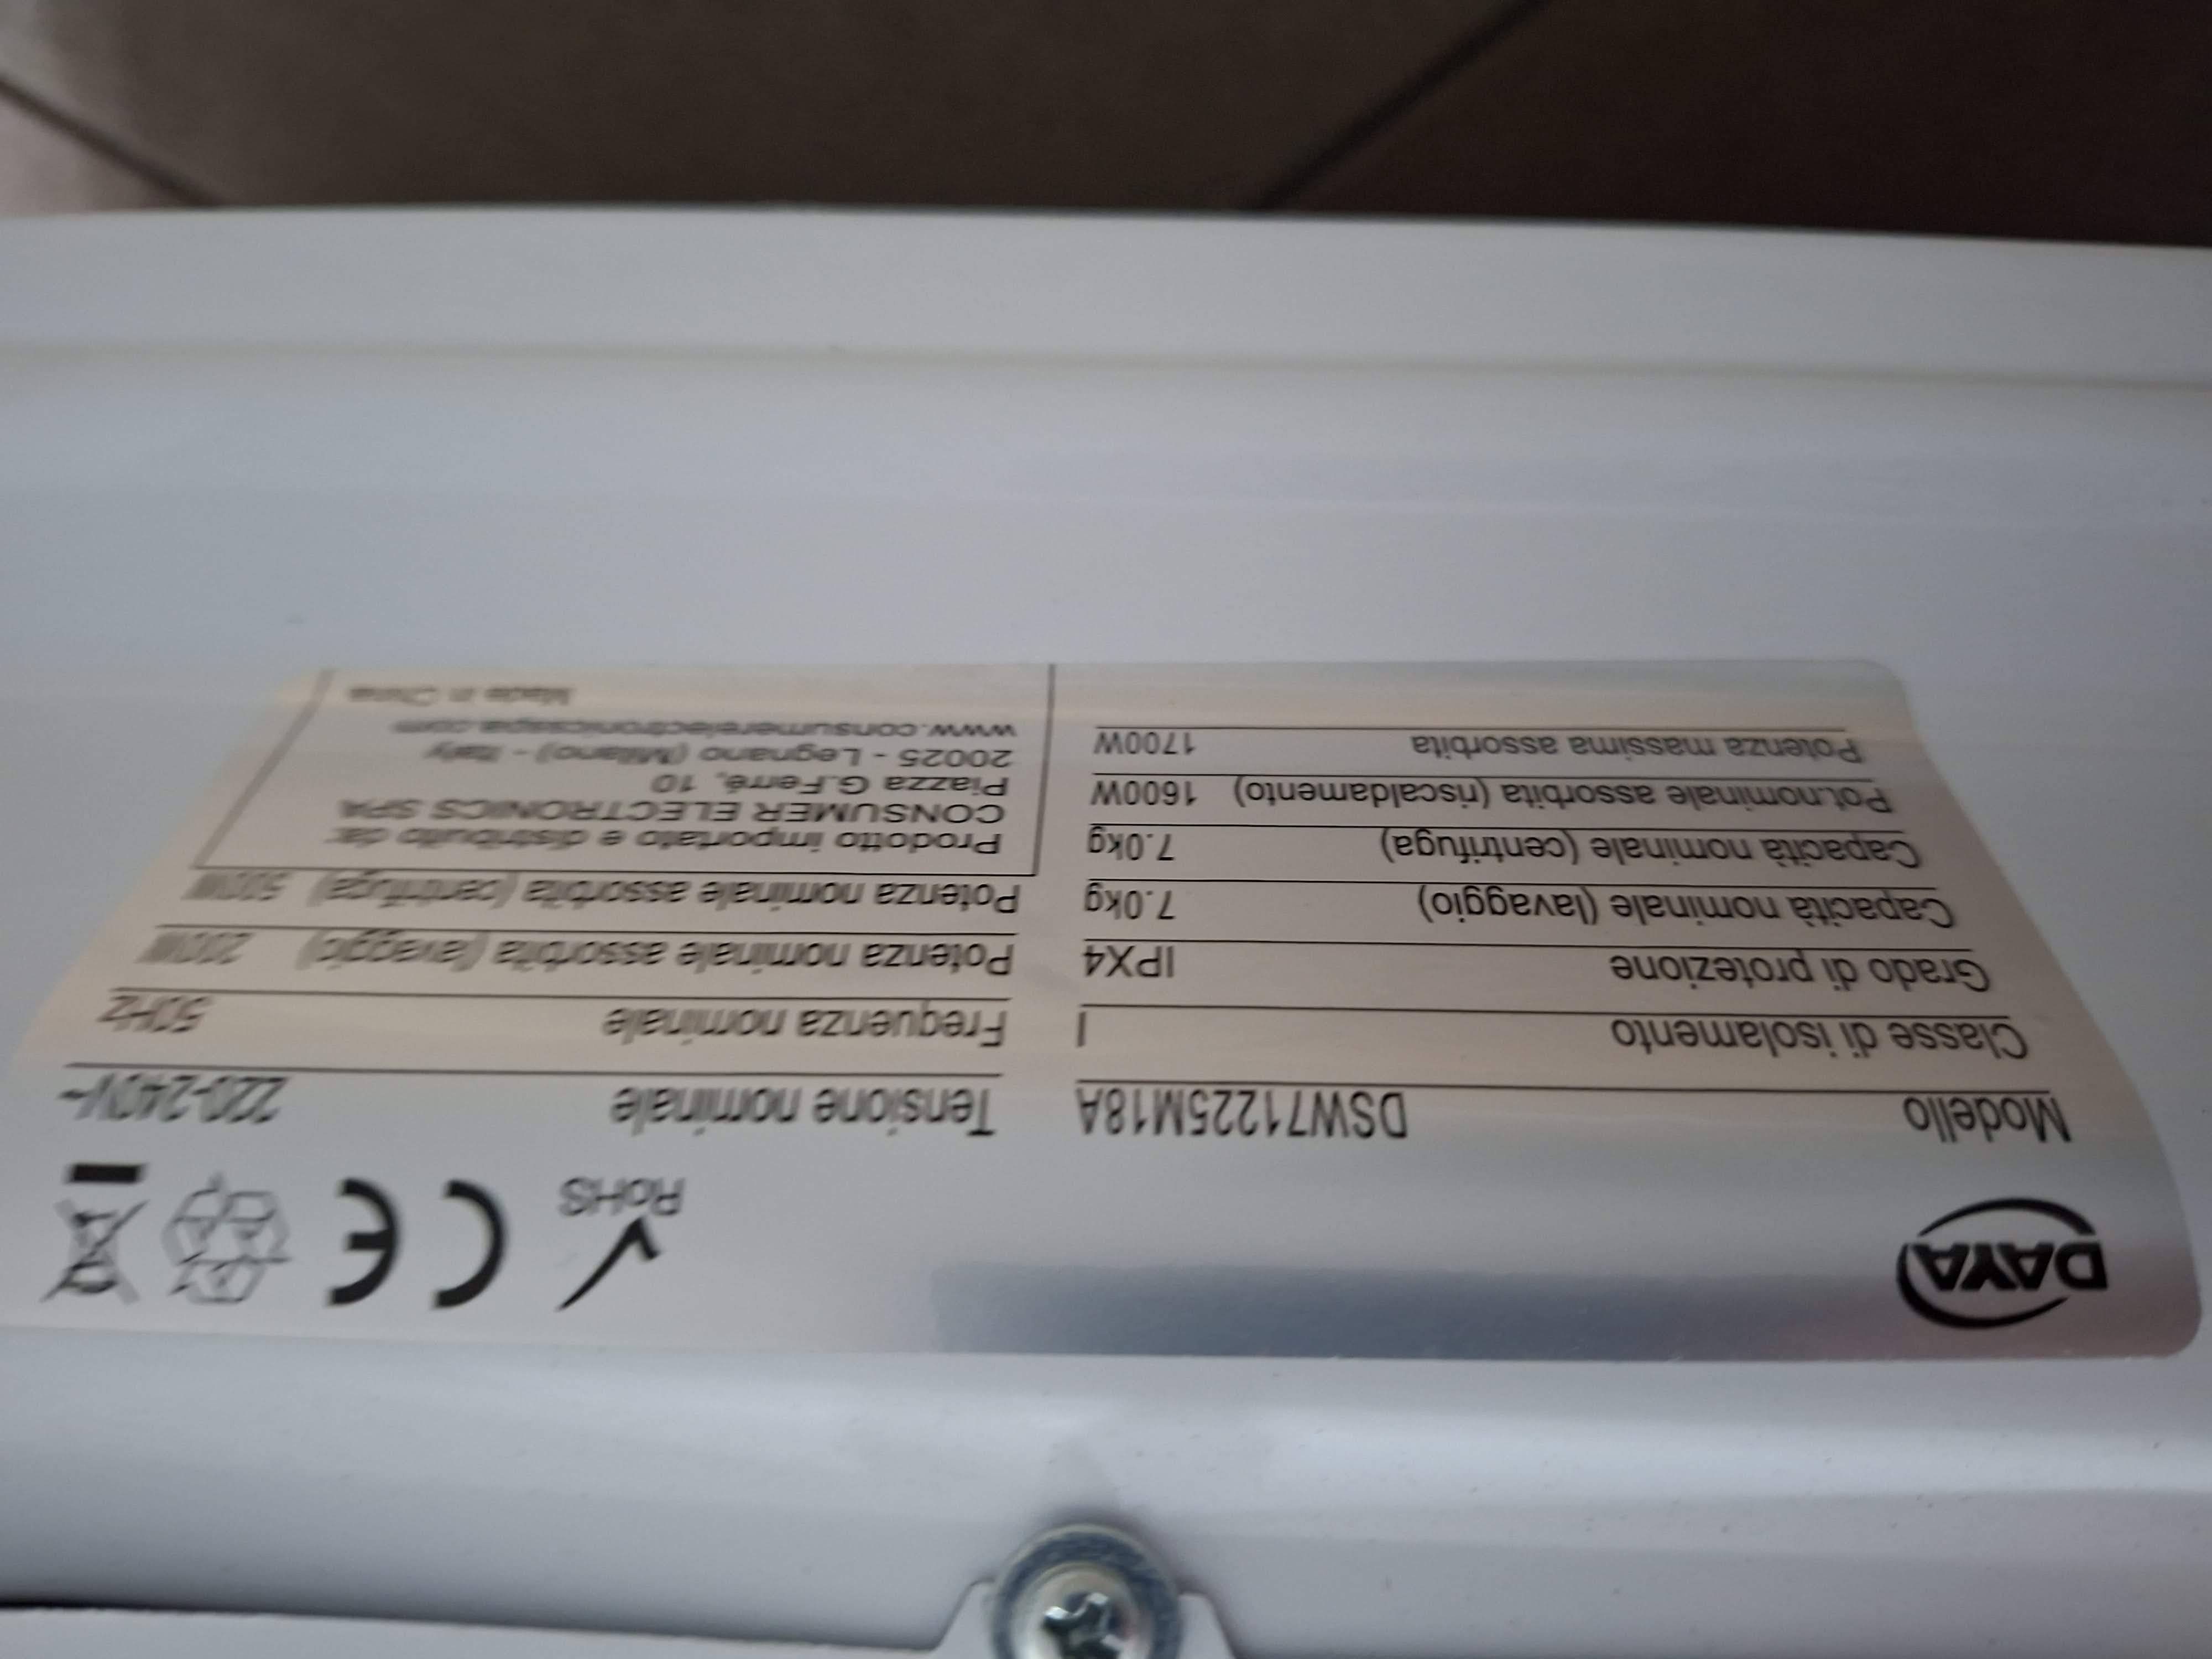 DAYA
RoHS
CE
Modello DSW71225M18A
Classe di isolamento I
Grado di protezione IPX4
Capacità nominale (lavaggio) 7.0kg
Capacità nominale (centrifuga) 7.0kg
Pot.nominale assorbita (riscaldamento) 1600W
Potenza massima assorbita 1700W
Tensione nominale 220-240V~
Frequenza nominale 50Hz
Potenza nominale assorbita (lavaggio) 200W
Potenza nominale assorbita (centrifuga) 500W
Prodotto importato e distribuito da:
CONSUMER ELECTRONICS SPA
Piazza G.Ferré, 10
20025 - Legnano (Milano) - Italy
www.consumerelectronicsspa.com
Made in China